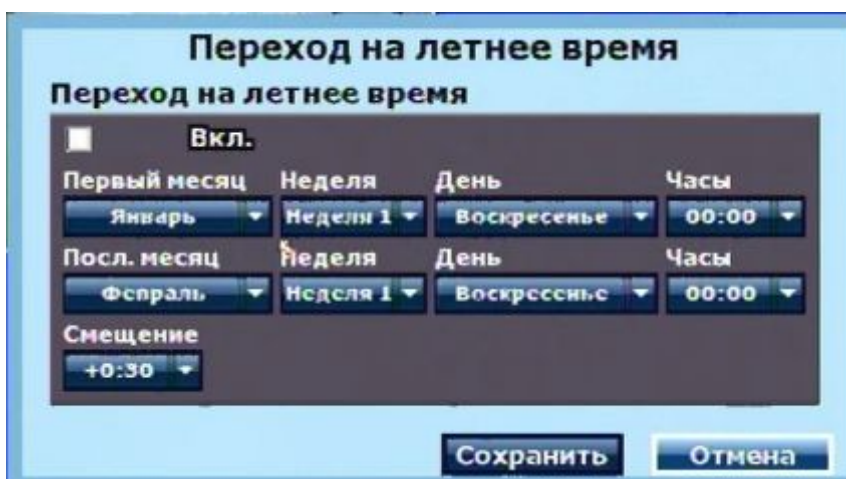 Переход на летнее время
Переход на летнее время
Вкл.
Первый месяц Неделя День Часы
Январь Неделя 1 Воскресенье 00:00
Посл. месяц Неделя День Часы
Февраль Неделя 1 Воскресенье 00:00
Смещение
+0:30
Сохранить Отмена